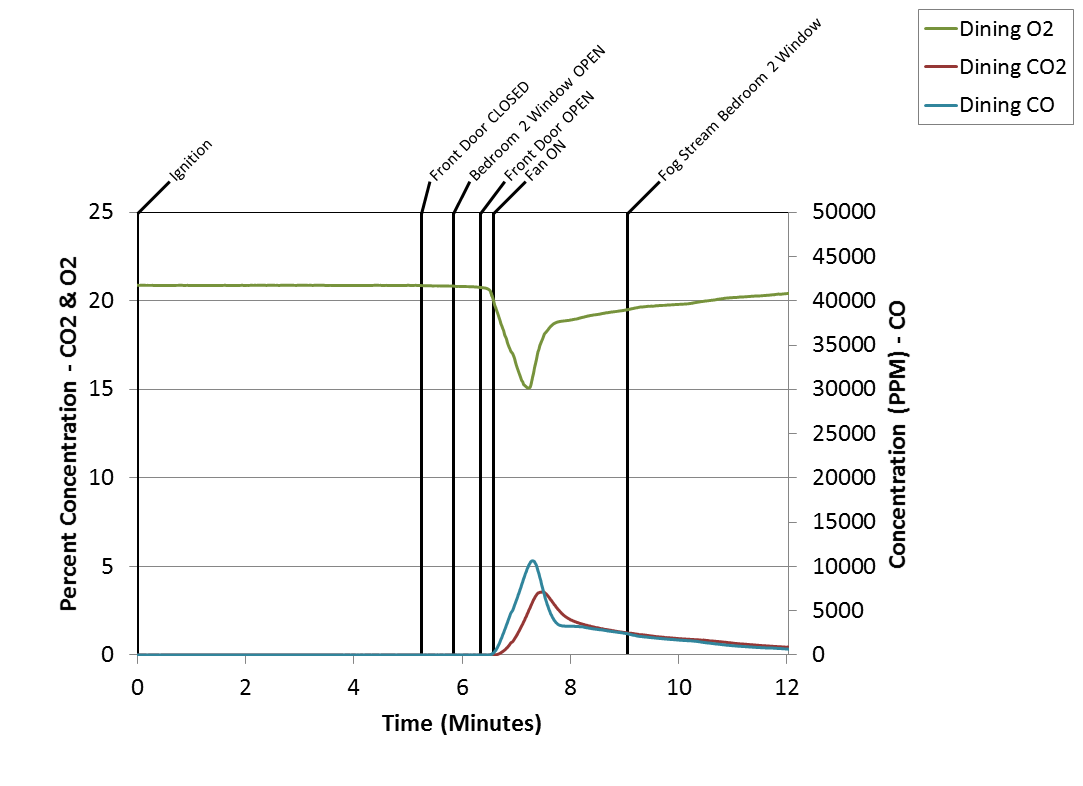 Dining O2
Dining CO2
Dining CO
Ignition
Front Door CLOSED
Bedroom 2 Window OPEN
Front Door OPEN
Fan ON
Fog Stream Bedroom 2 Window
Percent Concentration - CO2 & O2
25
20
15
10
5
0
50000
45000
40000
35000
30000
25000
20000
15000
10000
5000
0
Concentration (PPM) - CO
0 2 4 6 8 10 12
Time (Minutes)